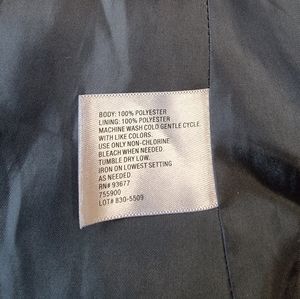 BODY: 100% POLYESTER
LINING: 100% POLYESTER
MACHINE WASH COLD GENTLE CYCLE.
WITH LIKE COLORS.
USE ONLY NON-CHLORINE
BLEACH WHEN NEEDED.
TUMBLE DRY LOW.
IRON ON LOWEST SETTING
AS NEEDED
RN# 93677
755900
LOT# 830-5509